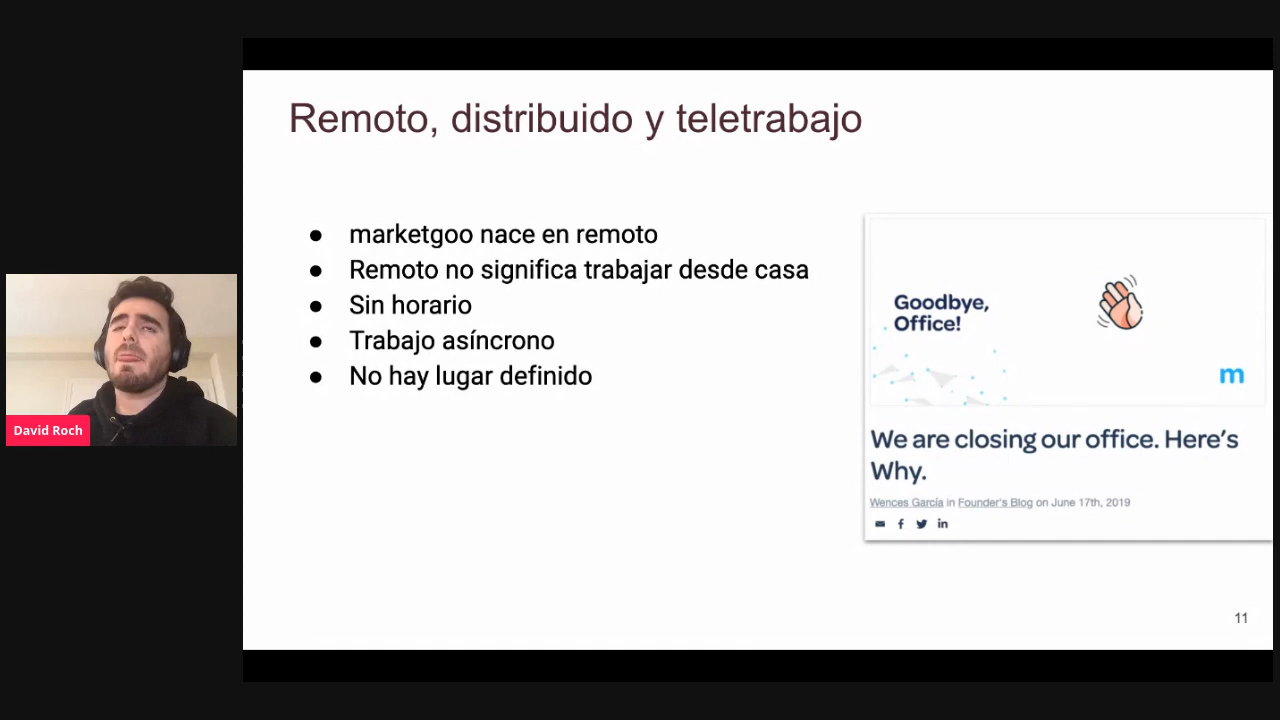 Remoto, distribuido y teletrabajo
● marketgoo nace en remoto
● Remoto no significa trabajar desde casa
● Sin horario
● Trabajo asíncrono
● No hay lugar definido
Goodbye,
Office!
m
We are closing our office. Here's
Why.
Wences García in Founder's Blog on June 17th, 2019
David Roch
11